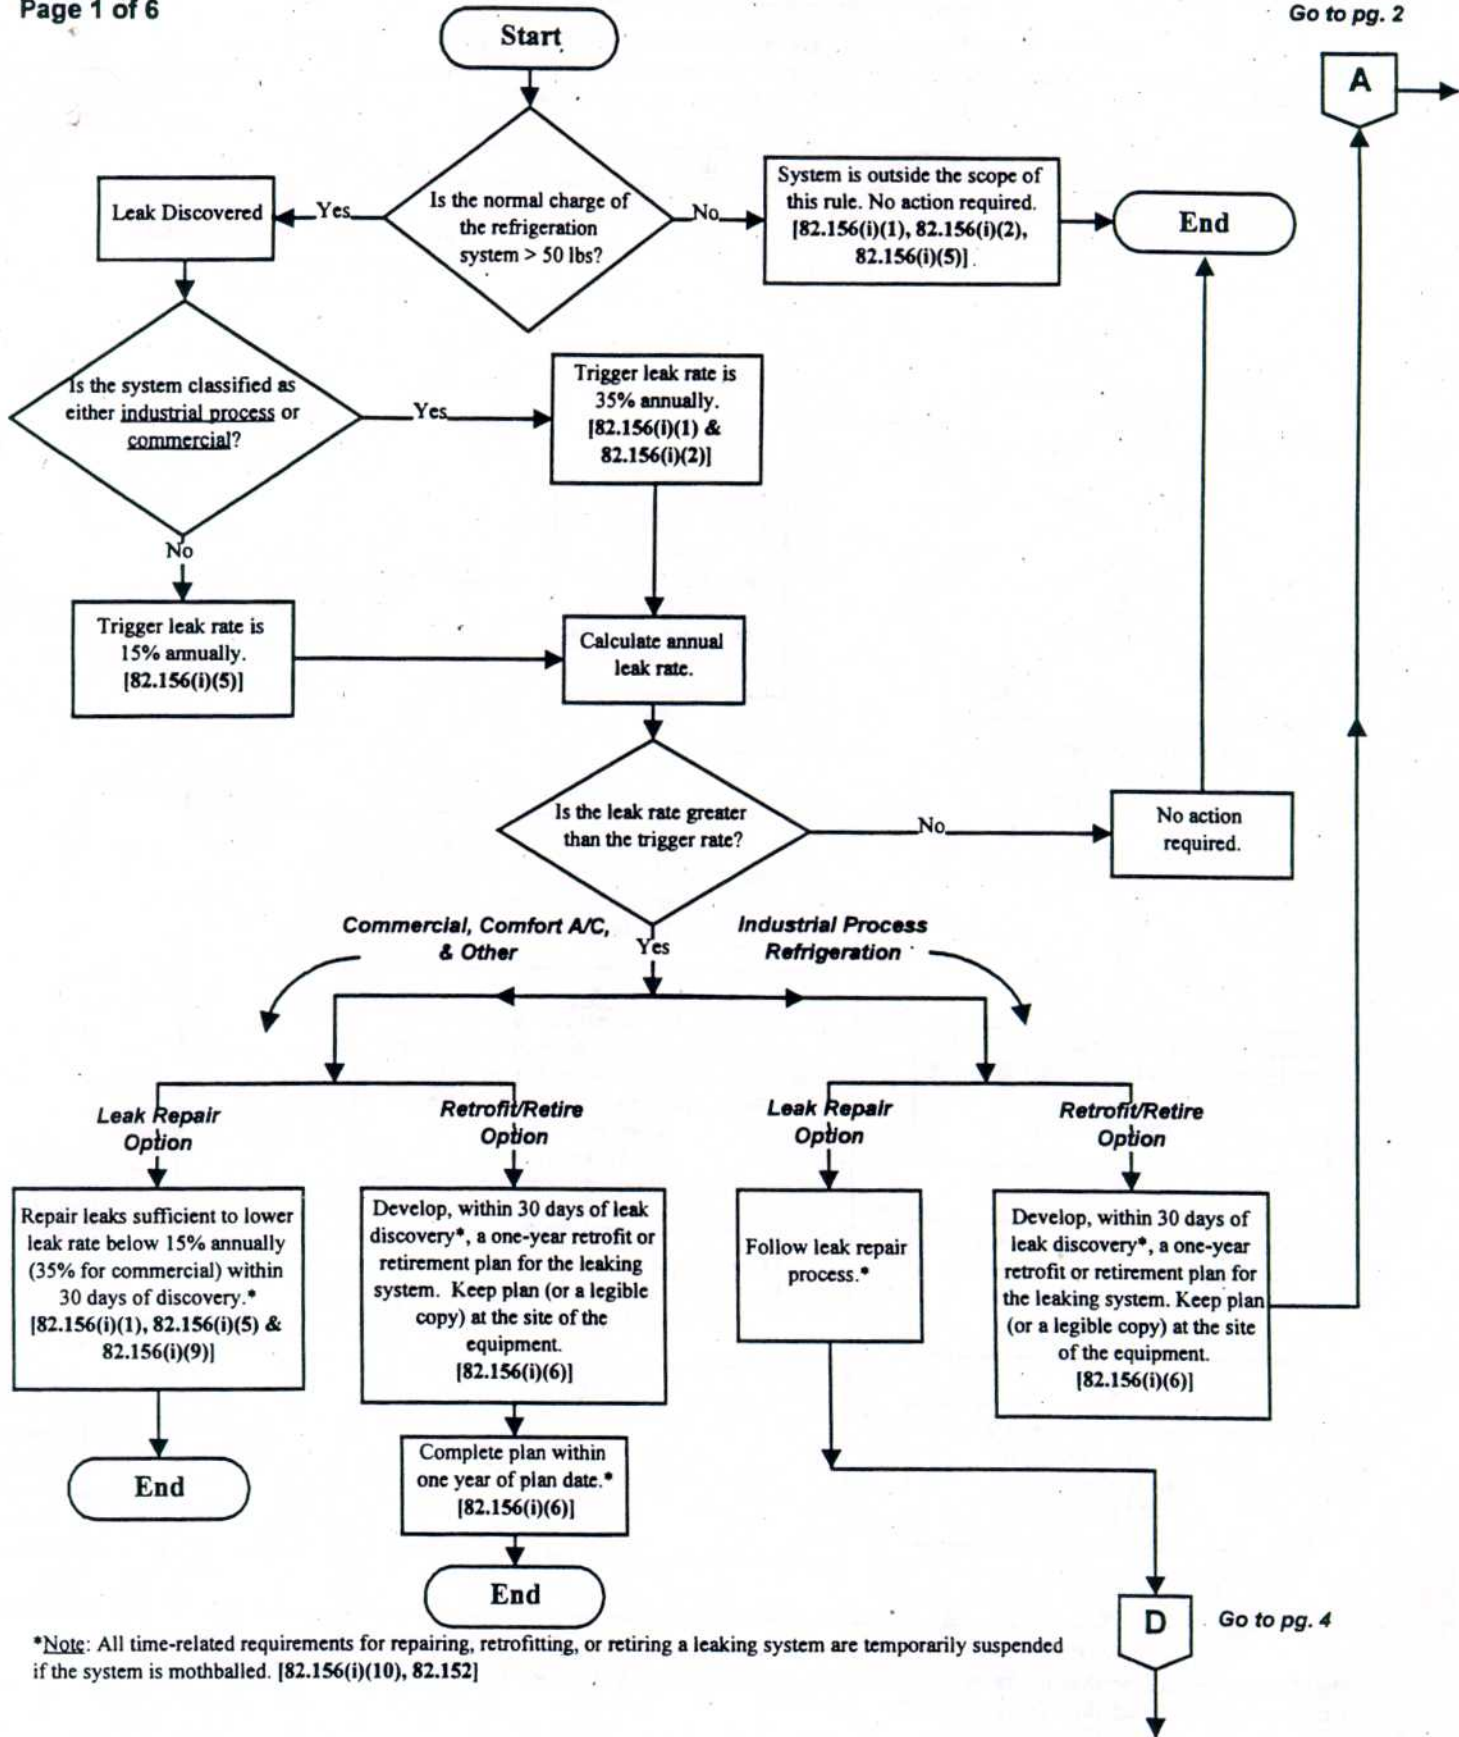 Page 1 of 6
Go to pg. 2
Start
A
Is the normal charge of
the refrigeration
system > 50 lbs?
Yes
No
Leak Discovered
System is outside the scope of
this rule. No action required.
[82.156(i)(1), 82.156(i)(2),
82.156(i)(5)]
End
Is the system classified as
either industrial process or
commercial?
Yes
Trigger leak rate is
35% annually.
[82.156(i)(1) &
82.156(i)(2)]
No
Trigger leak rate is
15% annually.
[82.156(i)(5)]
Calculate annual
leak rate.
Is the leak rate greater
than the trigger rate?
No
No action
required.
Yes
Commercial, Comfort A/C,
& Other
Industrial Process
Refrigeration
Leak Repair
Option
Retrofit/Retire
Option
Leak Repair
Option
Retrofit/Retire
Option
Repair leaks sufficient to lower
leak rate below 15% annually
(35% for commercial) within
30 days of discovery.*
[82.156(i)(1), 82.156(i)(5) &
82.156(i)(9)]
Develop, within 30 days of leak
discovery*, a one-year retrofit or
retirement plan for the leaking
system. Keep plan (or a legible
copy) at the site of the
equipment.
[82.156(i)(6)]
Follow leak repair
process.*
Develop, within 30 days of
leak discovery*, a one-year
retrofit or retirement plan for
the leaking system. Keep plan
(or a legible copy) at the site
of the equipment.
[82.156(i)(6)]
End
Complete plan within
one year of plan date.*
[82.156(i)(6)]
End
D
Go to pg. 4
*Note: All time-related requirements for repairing, retrofitting, or retiring a leaking system are temporarily suspended
if the system is mothballed. [82.156(i)(10), 82.152]